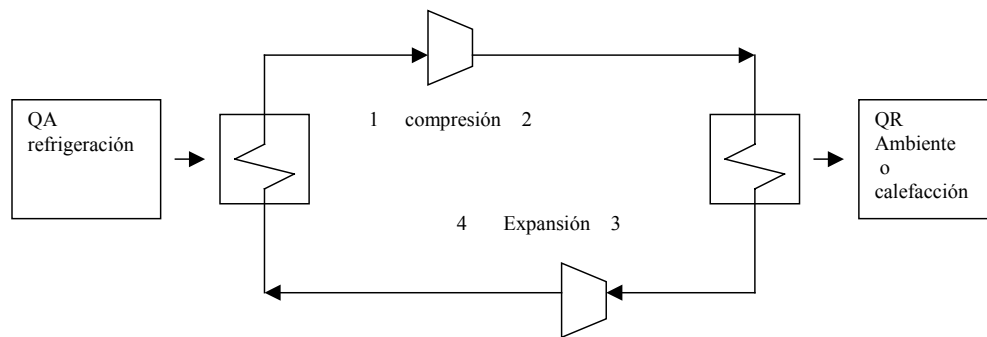 QA
refrigeración
1 compresión 2
QR
Ambiente
o
calefacción
4 Expansión 3